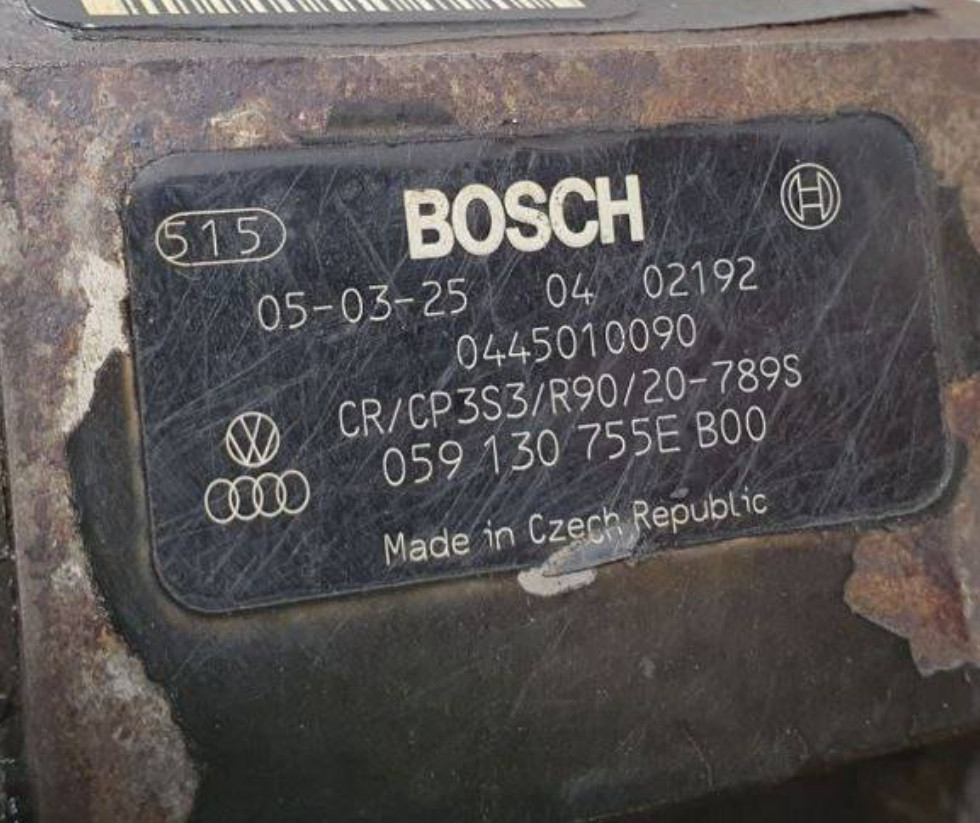 515 BOSCH
05-03-25 04 02192
0445010090
CR/CP3S3/R90/20-789S
059 130 755E B00
Made in Czech Republic